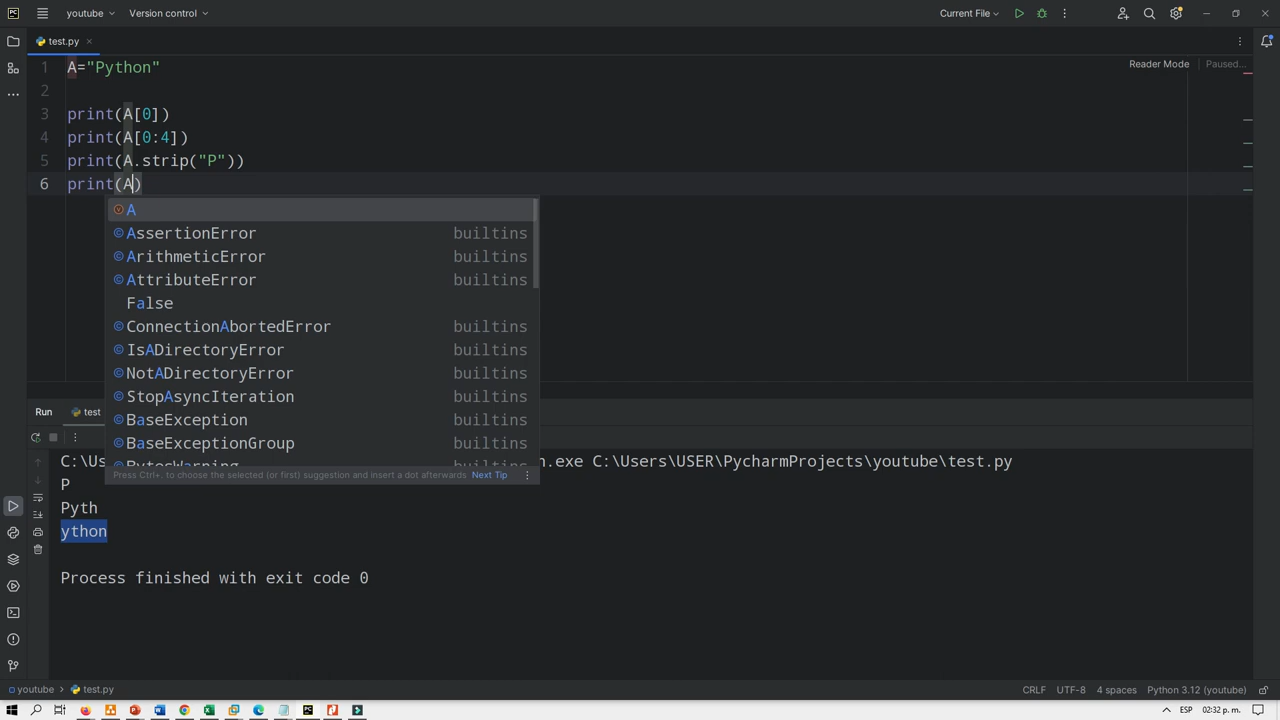 youtube Version control Current File
test.py
Reader Mode Paused...
1 A="Python"
2
3 print(A[0])
4 print(A[0:4])
5 print(A.strip("P"))
6 print(A)
A
AssertionError builtins
ArithmeticError builtins
AttributeError builtins
False
ConnectionAbortedError builtins
IsADirectoryError builtins
NotADirectoryError builtins
StopAsyncIteration builtins
BaseException builtins
BaseExceptionGroup builtins
BytesWarning builtins
Press Ctrl+. to choose the selected (or first) suggestion and insert a dot afterwards Next Tip
Run test
C:\Us n.exe C:\Users\USER\PycharmProjects\youtube\test.py
P
Pyth
ython
Process finished with exit code 0
youtube > test.py CRLF UTF-8 4 spaces Python 3.12 (youtube)
ESP 02:32 p. m.